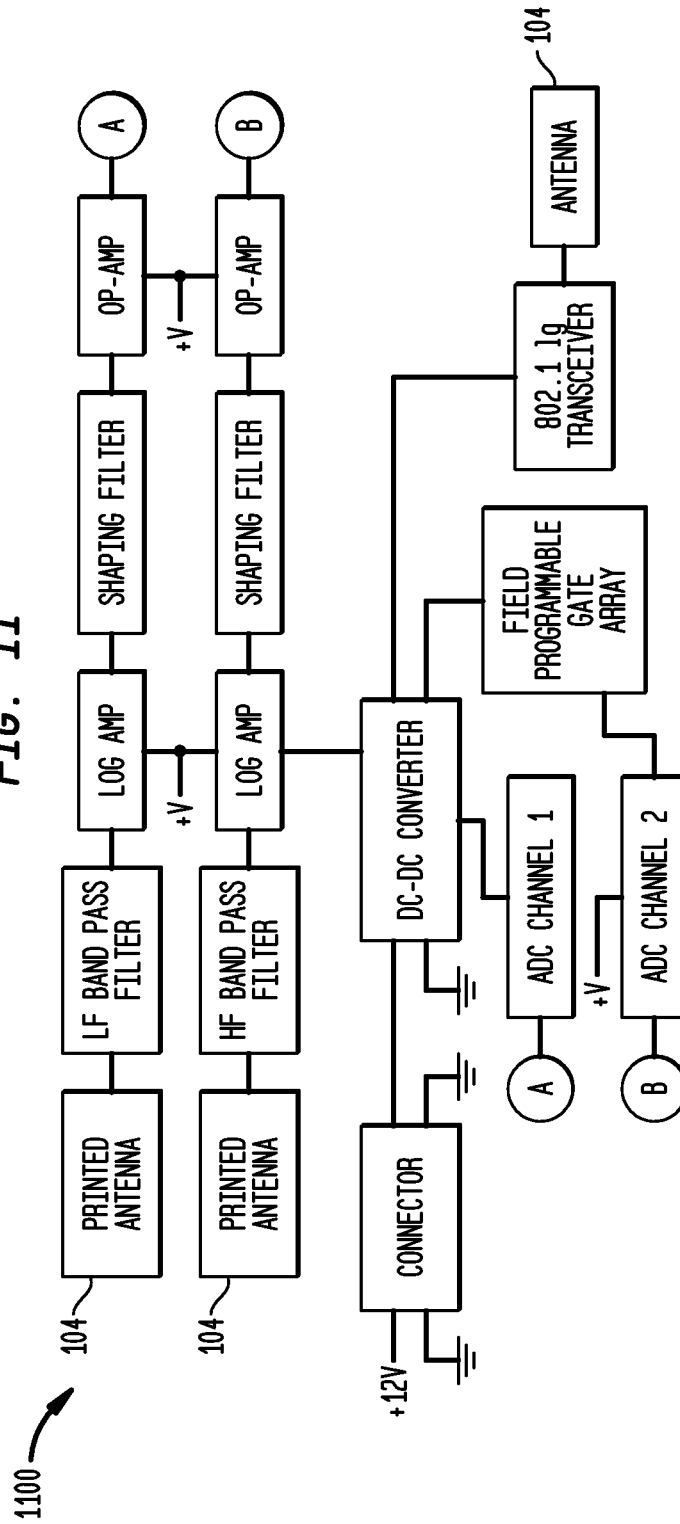 FIG. 11
1100
104
PRINTED
ANTENNA
LF BAND PASS
FILTER
LOG AMP
SHAPING FILTER
OP-AMP
A
+V
+V
104
PRINTED
ANTENNA
HF BAND PASS
FILTER
LOG AMP
SHAPING FILTER
OP-AMP
B
+12V
CONNECTOR
DC-DC CONVERTER
802.1 1g
TRANSCEIVER
ANTENNA
104
FIELD
PROGRAMMABLE
GATE
ARRAY
A
ADC CHANNEL 1
+V
B
ADC CHANNEL 2